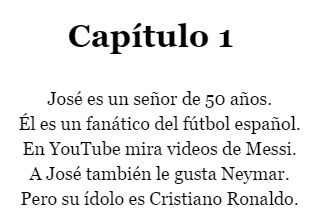 Capítulo 1
José es un señor de 50 años.
Él es un fanático del fútbol español.
En YouTube mira videos de Messi.
A José también le gusta Neymar.
Pero su ídolo es Cristiano Ronaldo.